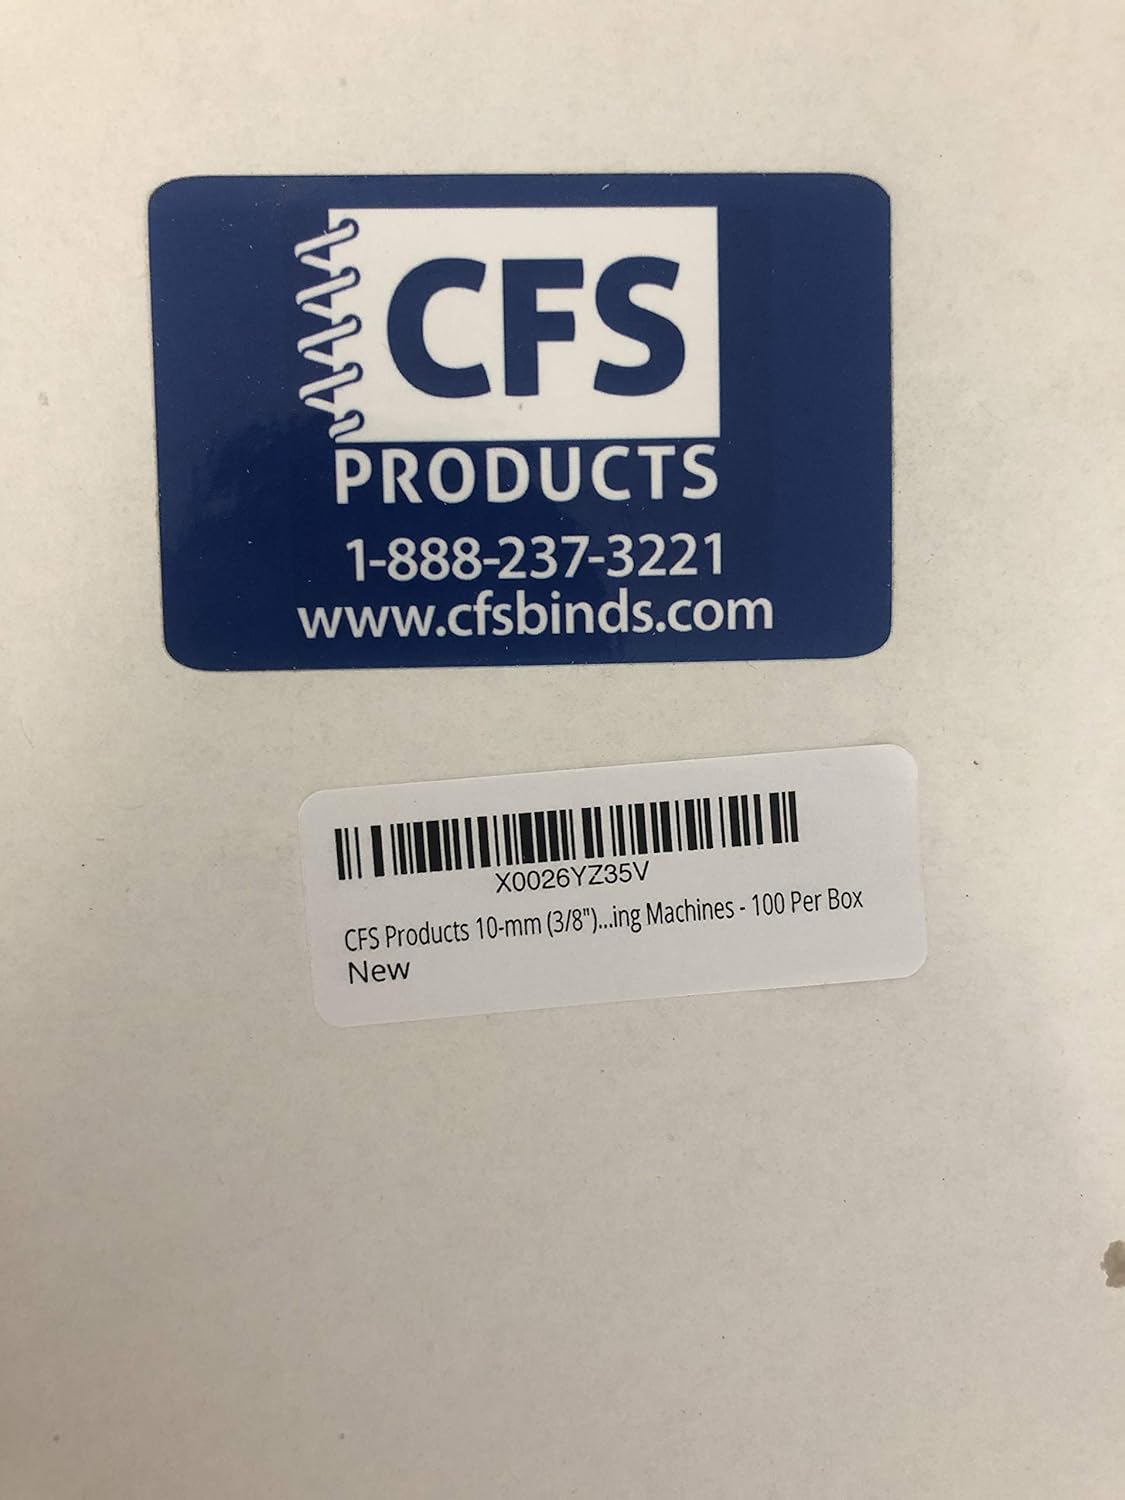 CFS
PRODUCTS
1-888-237-3221
www.cfsbinds.com
X0026YZ35V
CFS Products 10-mm (3/8")...ing Machines - 100 Per Box
New